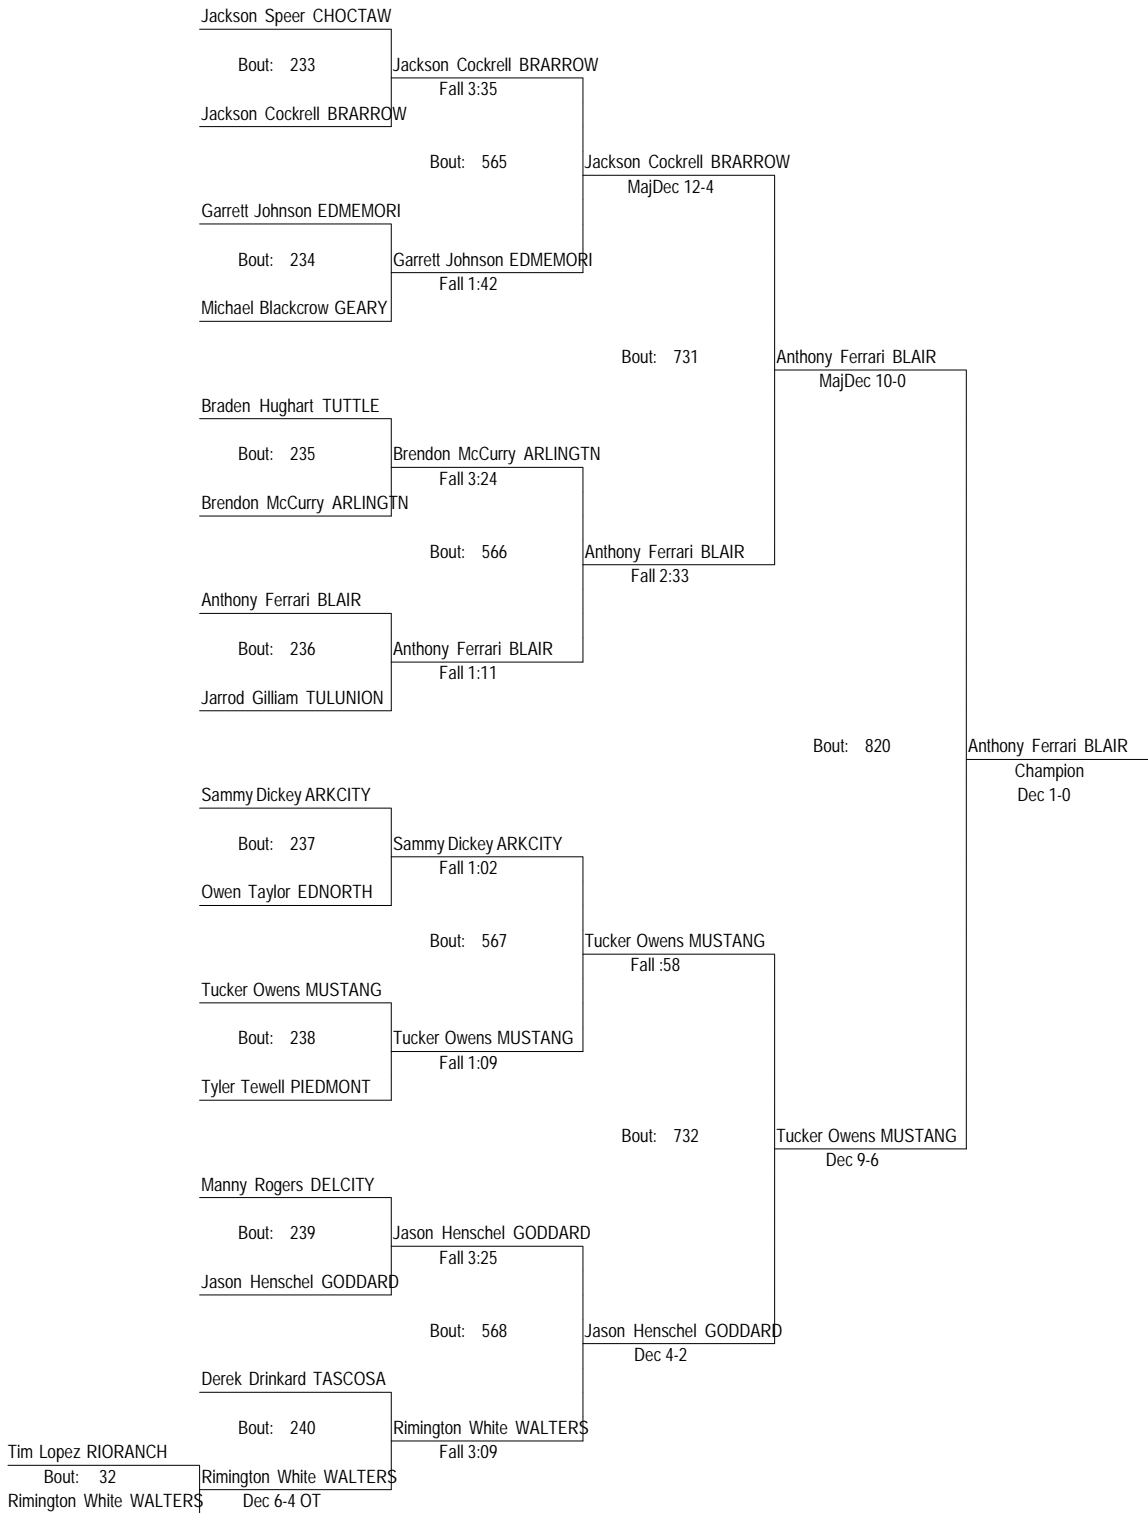 Jackson Speer CHOCTAW
Bout: 233
Jackson Cockrell BRARROW
Fall 3:35
Jackson Cockrell BRARROW
Bout: 565
Jackson Cockrell BRARROW
MajDec 12-4
Garrett Johnson EDMEMORI
Bout: 234
Garrett Johnson EDMEMORI
Fall 1:42
Michael Blackcrow GEARY
Bout: 731
Anthony Ferrari BLAIR
MajDec 10-0
Braden Hughart TUTTLE
Bout: 235
Brendon McCurry ARLINGTN
Fall 3:24
Brendon McCurry ARLINGTN
Bout: 566
Anthony Ferrari BLAIR
Fall 2:33
Anthony Ferrari BLAIR
Bout: 236
Anthony Ferrari BLAIR
Fall 1:11
Jarrod Gilliam TULUNION
Bout: 820
Anthony Ferrari BLAIR
Champion
Dec 1-0
Sammy Dickey ARKCITY
Bout: 237
Sammy Dickey ARKCITY
Fall 1:02
Owen Taylor EDNORTH
Bout: 567
Tucker Owens MUSTANG
Fall :58
Tucker Owens MUSTANG
Bout: 238
Tucker Owens MUSTANG
Fall 1:09
Tyler Tewell PIEDMONT
Bout: 732
Tucker Owens MUSTANG
Dec 9-6
Manny Rogers DELCITY
Bout: 239
Jason Henschel GODDARD
Fall 3:25
Jason Henschel GODDARD
Bout: 568
Jason Henschel GODDARD
Dec 4-2
Derek Drinkard TASCOSA
Bout: 240
Rimington White WALTERS
Fall 3:09
Tim Lopez RIORANCH
Bout: 32
Rimington White WALTERS
Rimington White WALTERS
Dec 6-4 OT